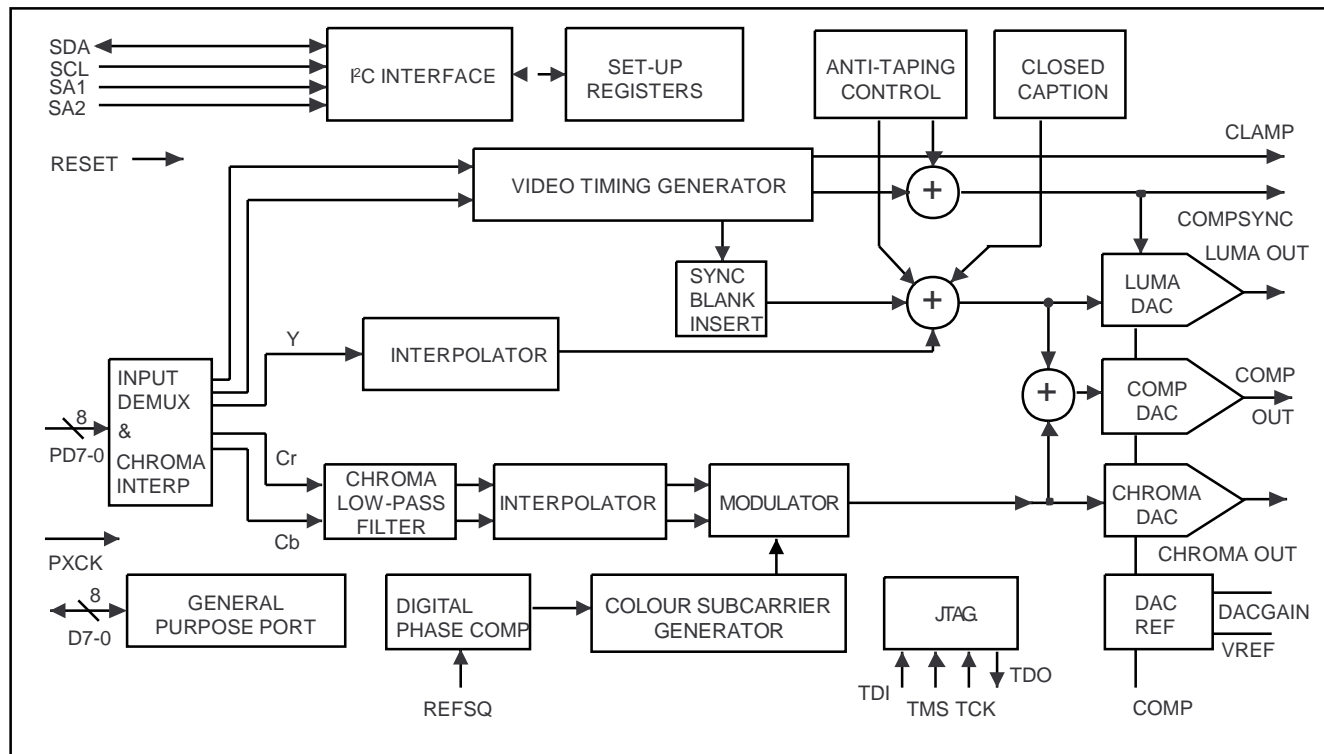 SDA
SCL
SA1
SA2
I²C INTERFACE
SET-UP
REGISTERS
ANTI-TAPING
CONTROL
CLOSED
CAPTION
RESET
CLAMP
VIDEO TIMING GENERATOR
+
COMPSYNC
SYNC
BLANK
INSERT
+
LUMA OUT
LUMA
DAC
Y
INTERPOLATOR
INPUT
DEMUX
&
CHROMA
INTERP
8
PD7-0
+
COMP
DAC
COMP
OUT
Cr
Cb
CHROMA
LOW-PASS
FILTER
INTERPOLATOR
MODULATOR
CHROMA
DAC
CHROMA OUT
PXCK
8
D7-0
GENERAL
PURPOSE PORT
DIGITAL
PHASE COMP
COLOUR SUBCARRIER
GENERATOR
JTAG.
DAC
REF
DACGAIN
VREF
REFSQ
TDI
TMS
TCK
TDO
COMP